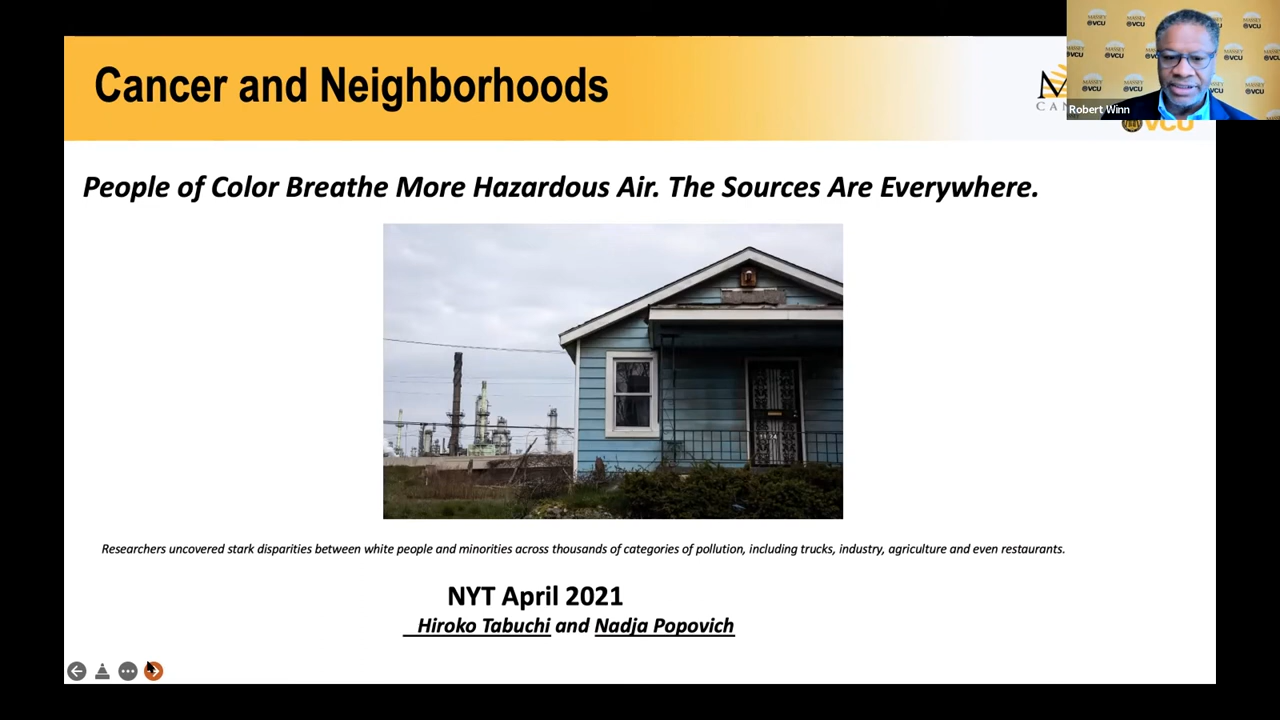 Cancer and Neighborhoods
Robert Winn
VCU
People of Color Breathe More Hazardous Air. The Sources Are Everywhere.
Researchers uncovered stark disparities between white people and minorities across thousands of categories of pollution, including trucks, industry, agriculture and even restaurants.
NYT April 2021
Hiroko Tabuchi and Nadja Popovich